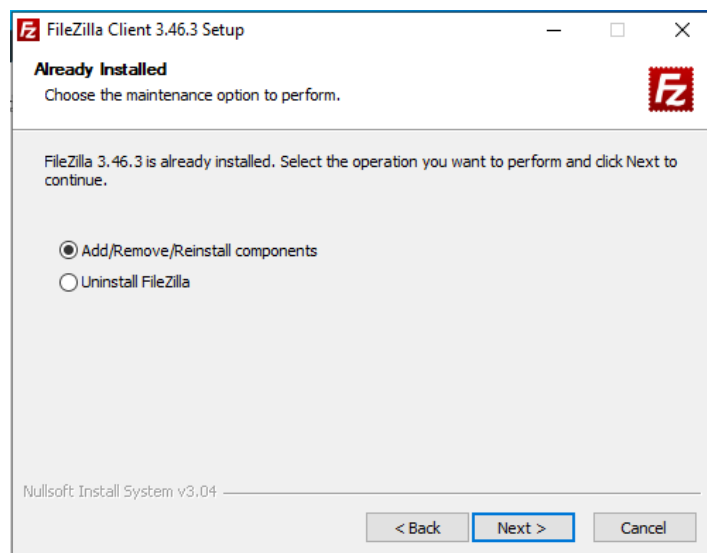 FileZilla Client 3.46.3 Setup
Already Installed
Choose the maintenance option to perform.
FileZilla 3.46.3 is already installed. Select the operation you want to perform and click Next to
continue.
Add/Remove/Reinstall components
Uninstall FileZilla
Nullsoft Install System v3.04
< Back Next > Cancel